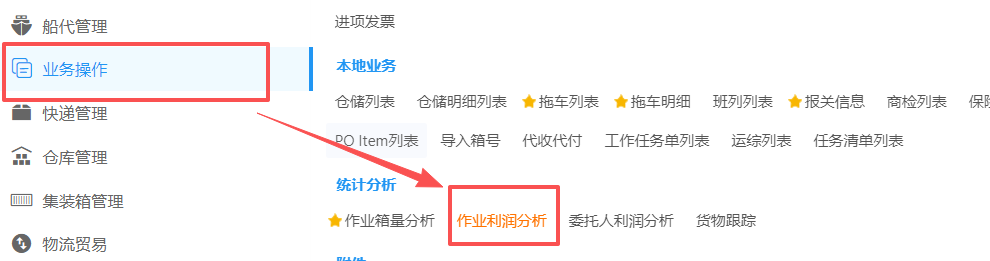 船代管理
业务操作
快递管理
仓库管理
集装箱管理
物流贸易
进项发票
本地业务
仓储列表 仓储明细列表 拖车列表 拖车明细 班列列表 报关信息 商检列表 保险
PO Item列表 导入箱号 代收代付 工作任务单列表 运综列表 任务清单列表
统计分析
作业箱量分析 作业利润分析 委托人利润分析 货物跟踪
附件